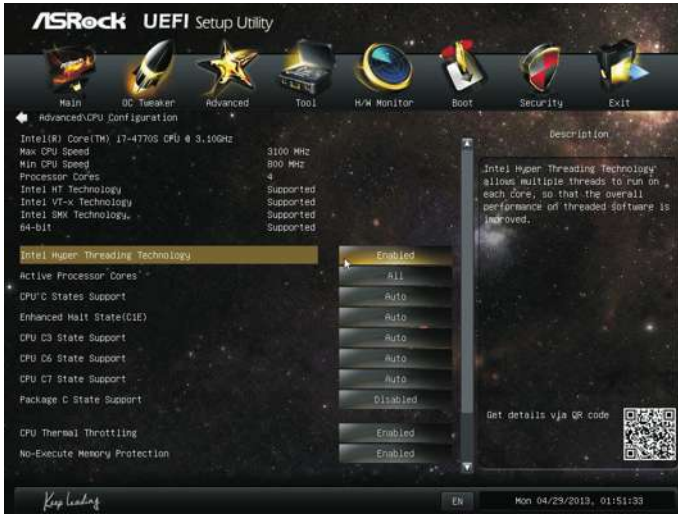 ASRock UEFI Setup Utility
Main OC Tweaker Advanced Tool H/W Monitor Boot Security Exit
Advanced\CPU Configuration
Description
Intel(R) Core(TM) i7-4770S CPU @ 3.10GHz
Max CPU Speed 3100 MHz
Min CPU Speed 800 MHz
Processor Cores 4
Intel HT Technology Supported
Intel VT-x Technology Supported
Intel SMX Technology Supported
64-bit Supported
Intel Hyper Threading Technology Enabled
Active Processor Cores All
CPU C States Support Auto
Enhanced Halt State(C1E) Auto
CPU C3 State Support Auto
CPU C6 State Support Auto
CPU C7 State Support Auto
Package C State Support Disabled
CPU Thermal Throttling Enabled
No-Execute Memory Protection Enabled
Intel Hyper Threading Technology
allows multiple threads to run on
each core, so that the overall
performance on threaded software is
improved.
Get details via QR code
Keep leading
EN Mon 04/29/2013, 01:51:33